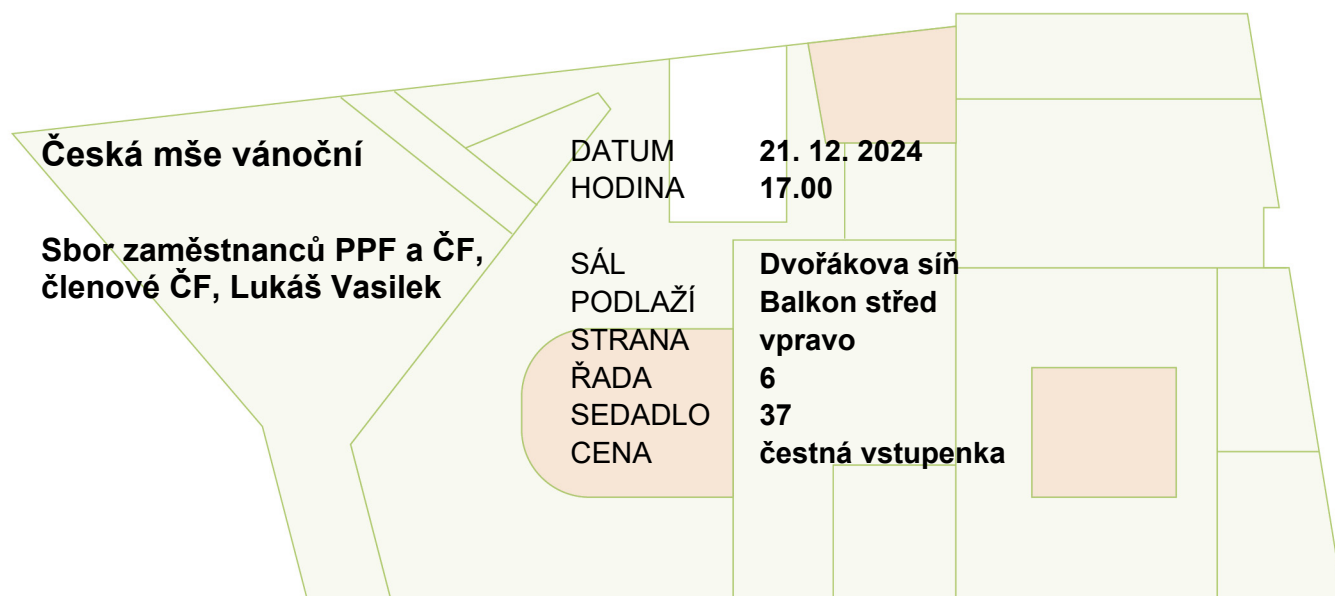 Česká mše vánoční
Sbor zaměstnanců PPF a ČF,
členové ČF, Lukáš Vasilek
DATUM 21. 12. 2024
HODINA 17.00
SÁL Dvořákova síň
PODLAŽÍ Balkon střed
STRANA vpravo
ŘADA 6
SEDADLO 37
CENA čestná vstupenka